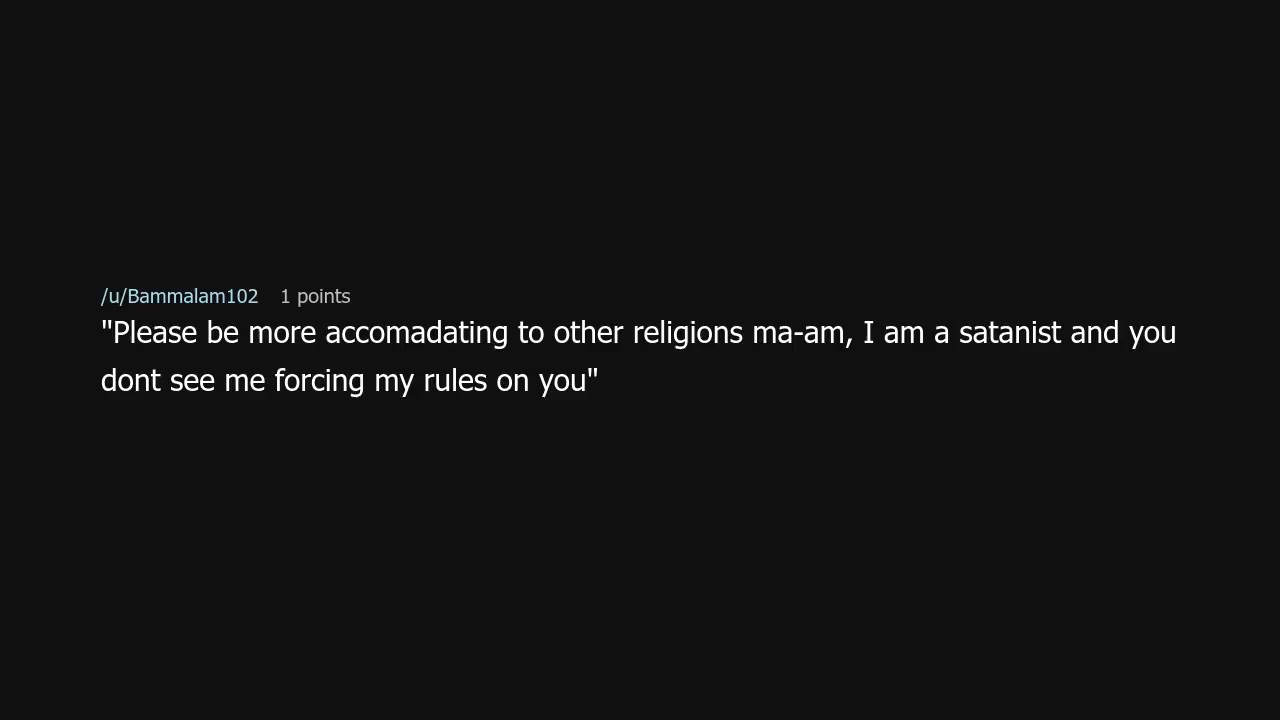 /u/Bammalam102 1 points
"Please be more accomadating to other religions ma-am, I am a satanist and you
dont see me forcing my rules on you"